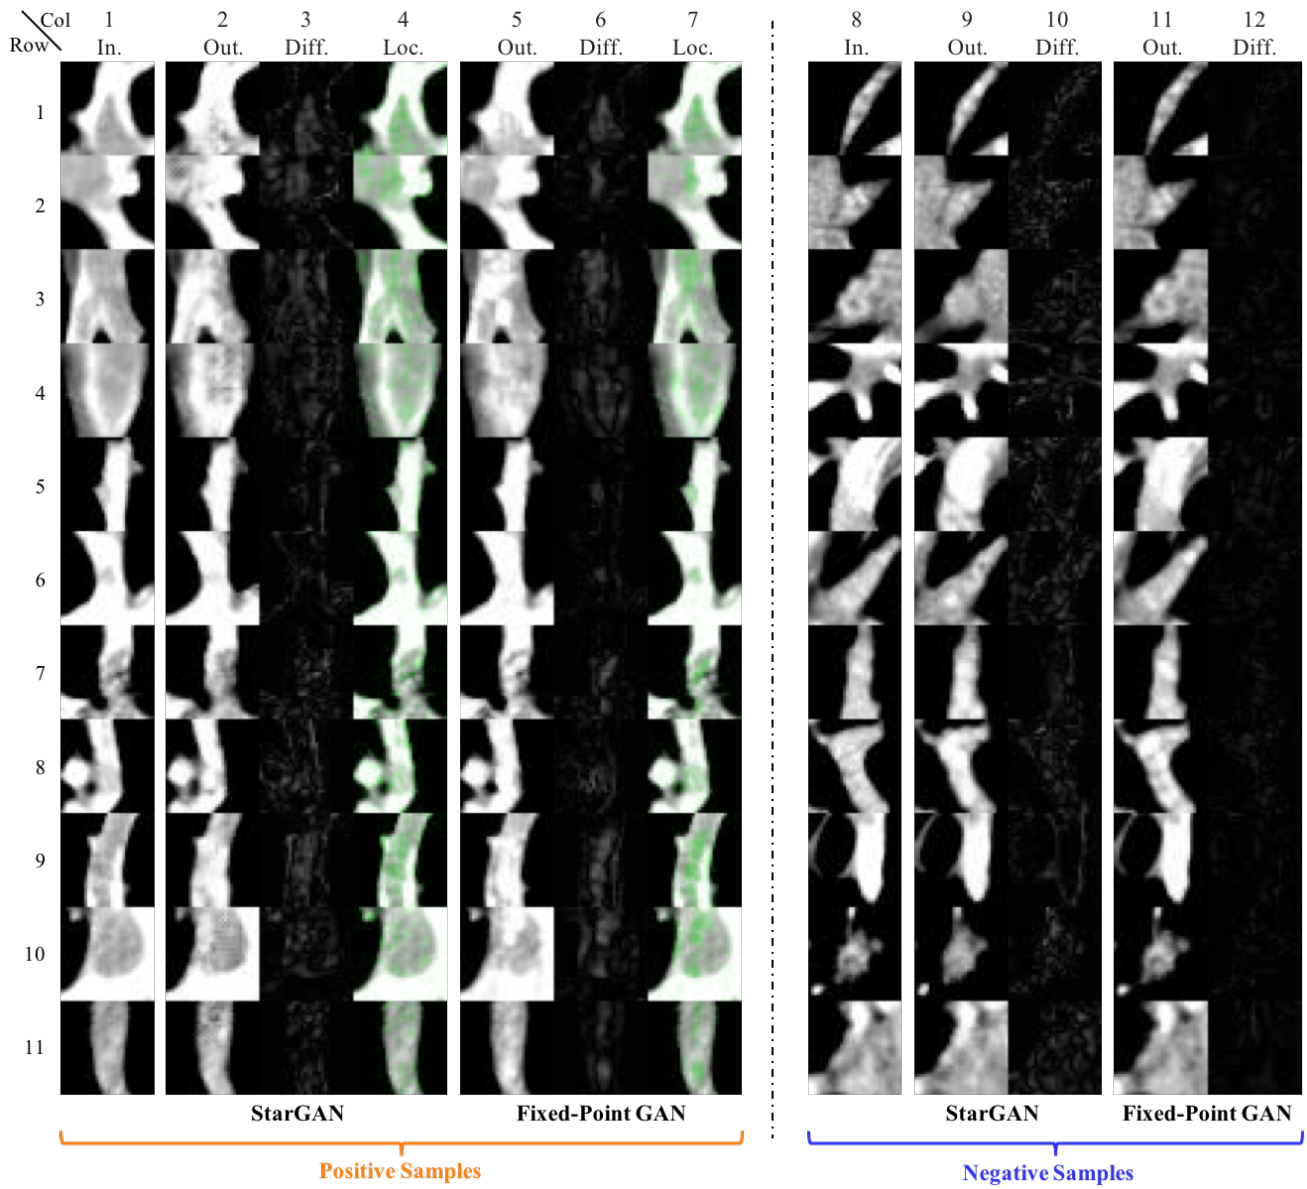 Col 1 2 3 4 5 6 7 8 9 10 11 12
Row In. Out. Diff. Loc. Out. Diff. Loc. In. Out. Diff. Out. Diff.
1
2
3
4
5
6
7
8
9
10
11
StarGAN Fixed-Point GAN StarGAN Fixed-Point GAN
Positive Samples Negative Samples